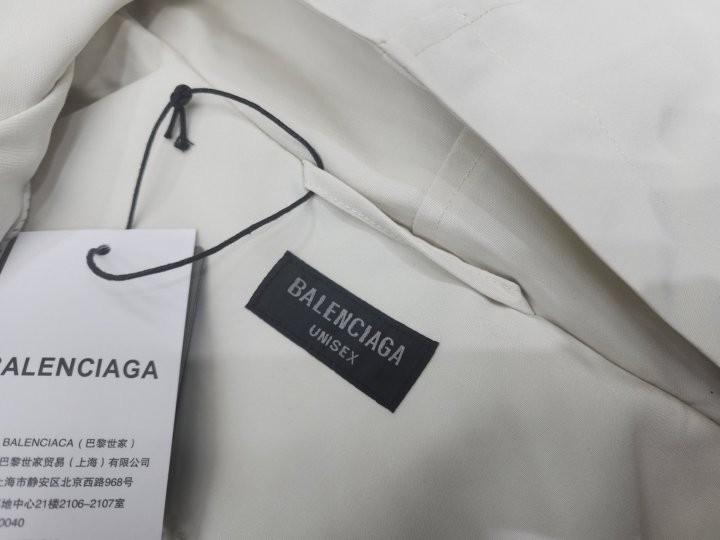 BALENCIAGA
UNISEX
BALENCIAGA
BALENCIACA（巴黎世家）
巴黎世家贸易（上海）有限公司
上海市静安区北京西路968号
地中心21楼2106-2107室
0040